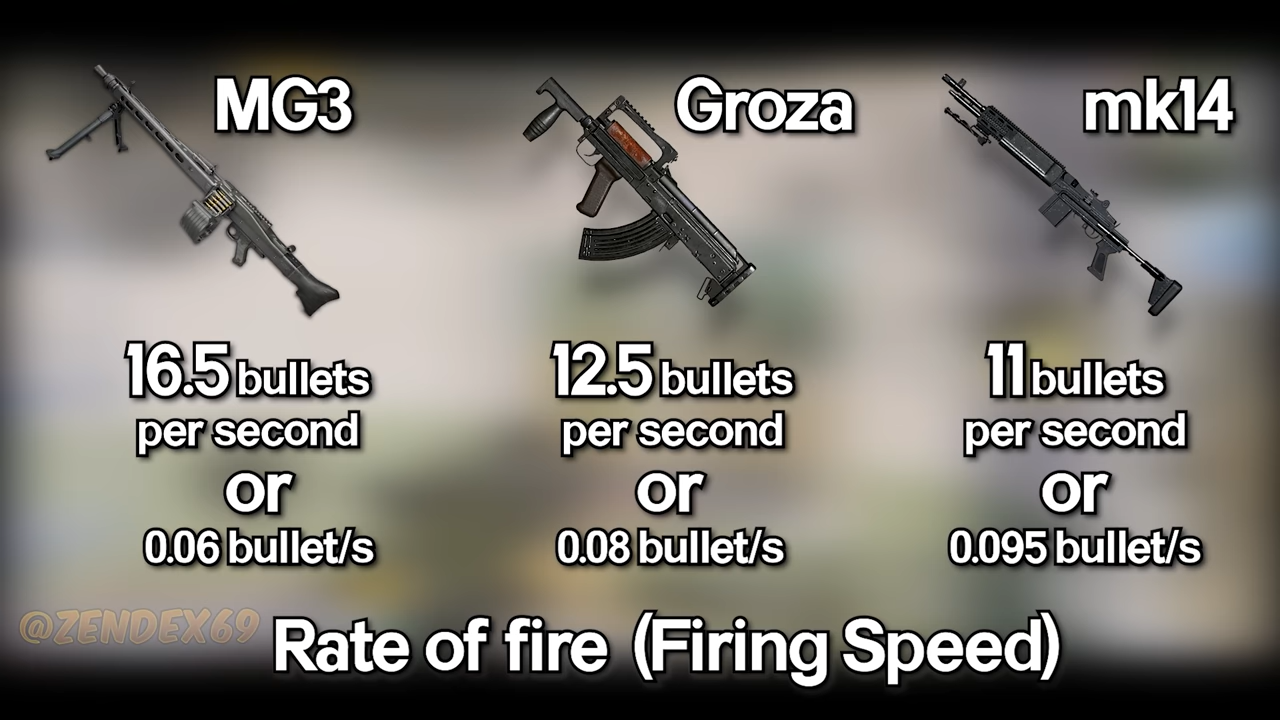 MG3
16.5 bullets
per second
or
0.06 bullet/s
Groza
12.5 bullets
per second
or
0.08 bullet/s
mk14
11 bullets
per second
or
0.095 bullet/s
@ZENDEX69
Rate of fire (Firing Speed)